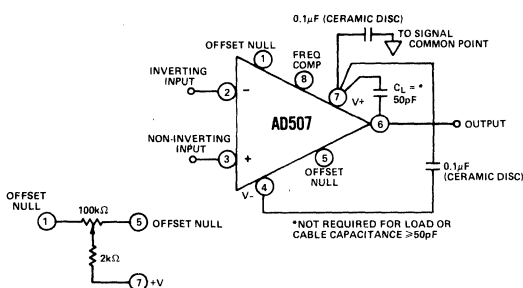 0.1μF (CERAMIC DISC)
TO SIGNAL
COMMON POINT
OFFSET NULL
1
FREQ
COMP
8
INVERTING
INPUT
2
−
7
V+
CL = *
50pF
AD507
6
OUTPUT
NON-INVERTING
INPUT
3
+
5
OFFSET
NULL
0.1μF
(CERAMIC DISC)
V-
4
*NOT REQUIRED FOR LOAD OR
CABLE CAPACITANCE ≥50pF
OFFSET
NULL
100kΩ
1
5
OFFSET NULL
2kΩ
7
+V